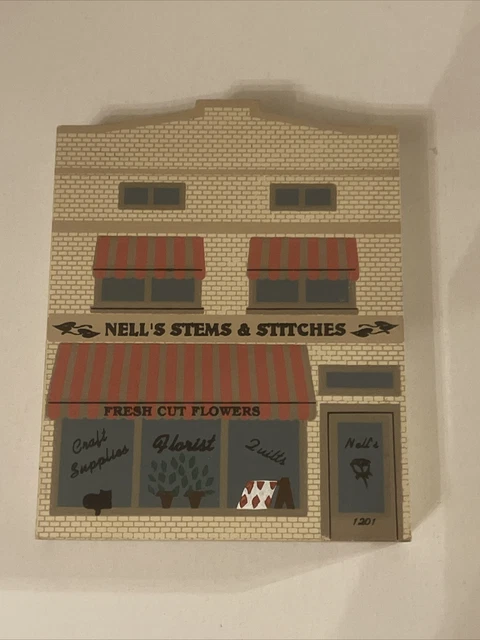 NELL'S STEMS & STITCHES
FRESH CUT FLOWERS
Craft
Supplies
Florist
Quilts
Nell's
1201